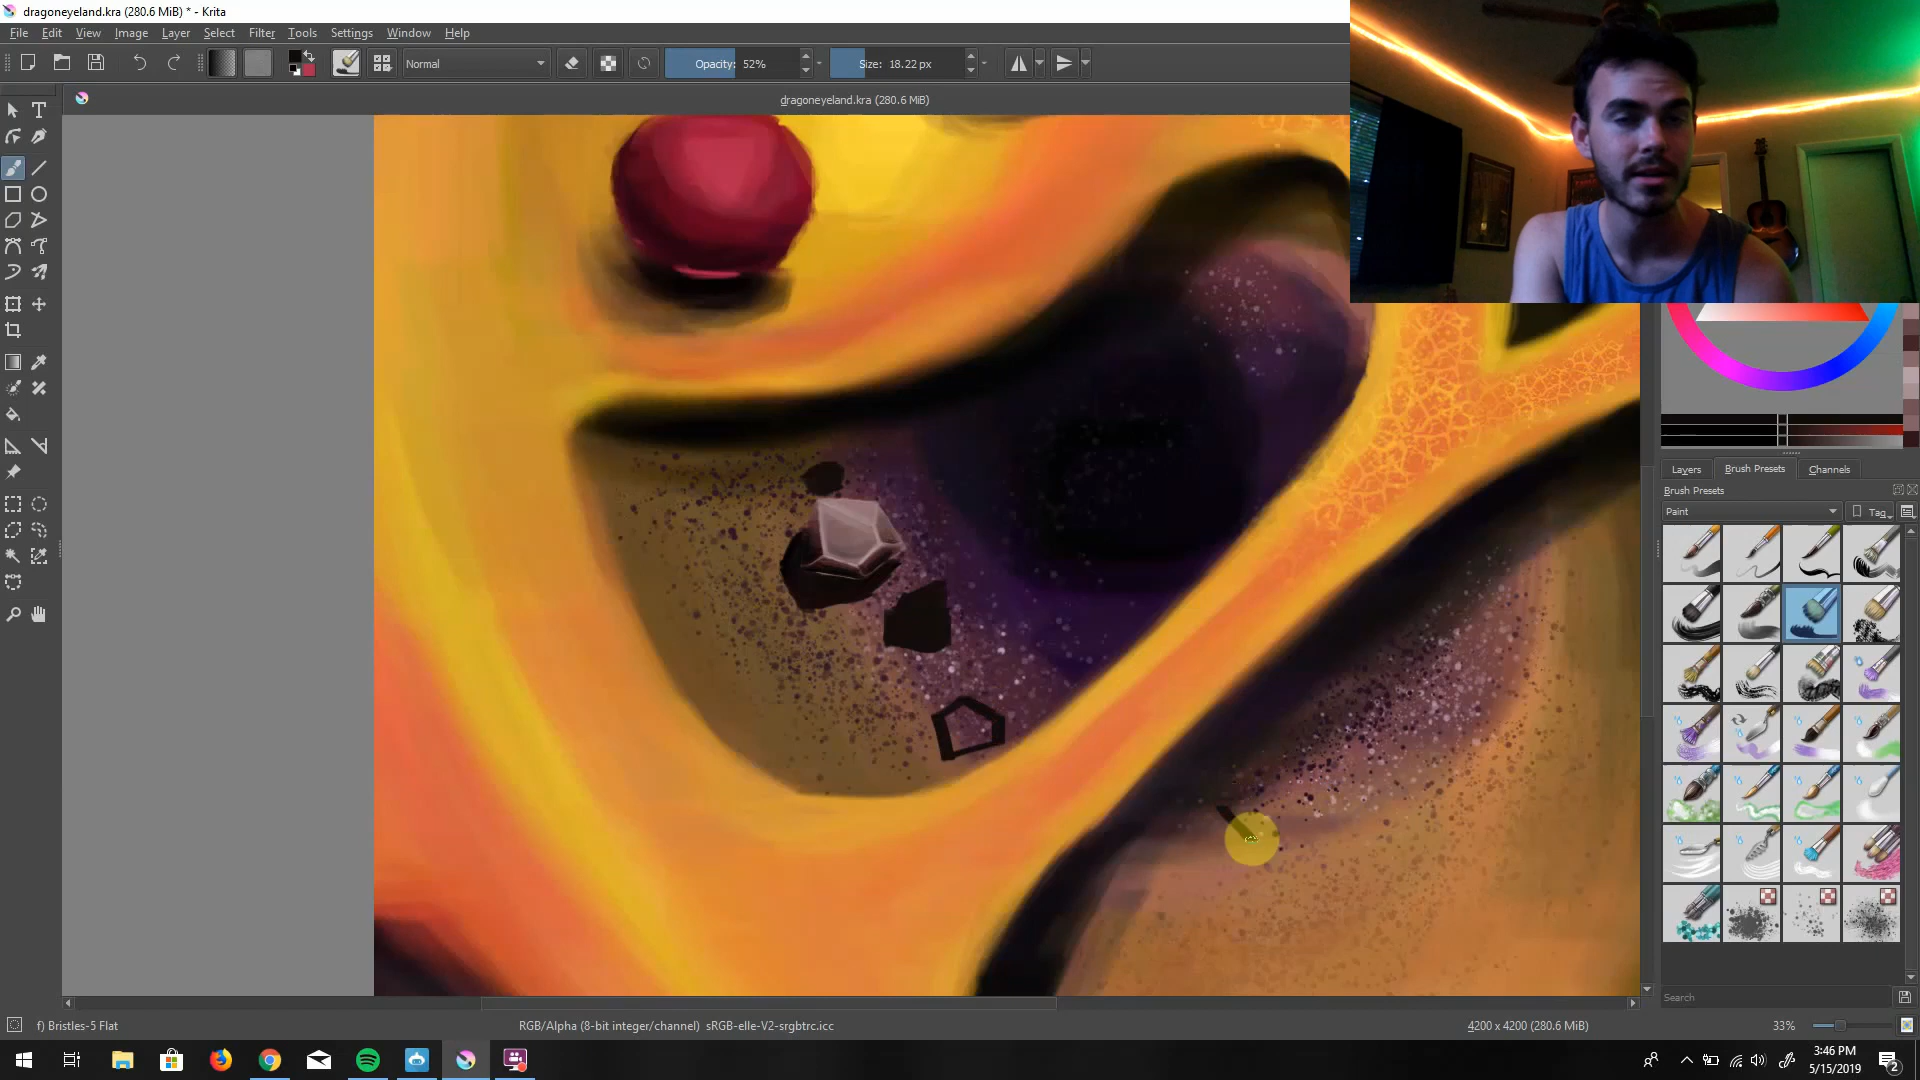 dragoneyeland.kra (280.6 MiB) * - Krita
File Edit View Image Layer Select Filter Tools Settings Window Help
Normal
Opacity: 52%
Size: 18.22 px
dragoneyeland.kra (280.6 MiB)
Layers Brush Presets Channels
Brush Presets
Paint
Tag
Search
f) Bristles-5 Flat
RGB/Alpha (8-bit integer/channel) sRGB-elle-V2-srgbtrc.icc
4200 x 4200 (280.6 MiB)
33%
3:46 PM
5/15/2019
2